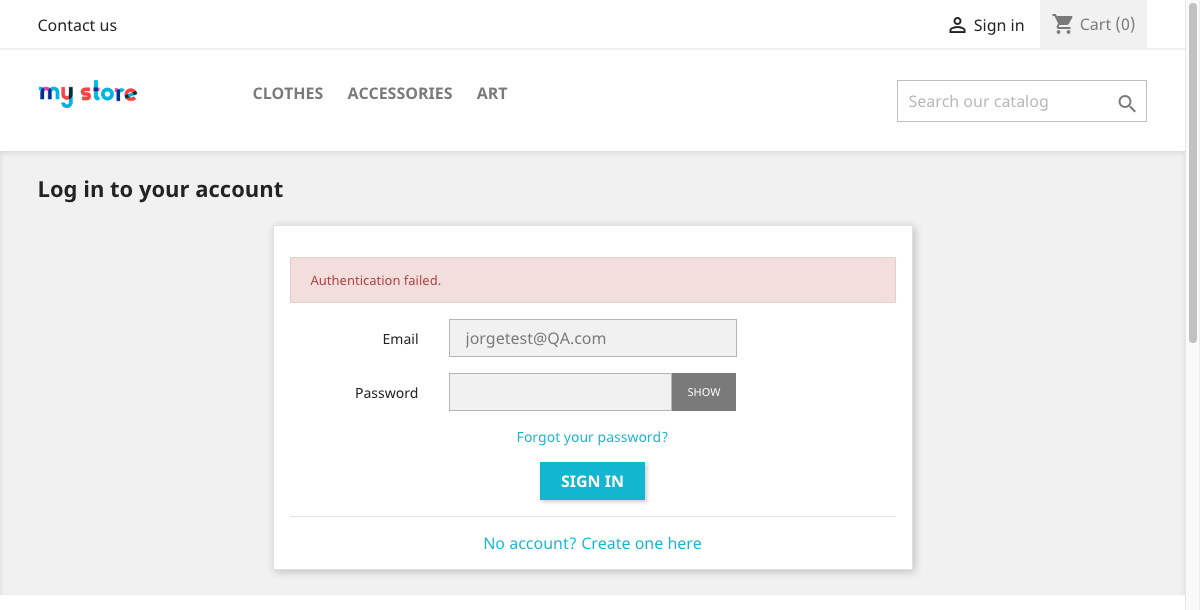 Contact us
Sign in
Cart (0)
my store
CLOTHES ACCESSORIES ART
Search our catalog
Log in to your account
Authentication failed.
Email
jorgetest@QA.com
Password
SHOW
Forgot your password?
SIGN IN
No account? Create one here